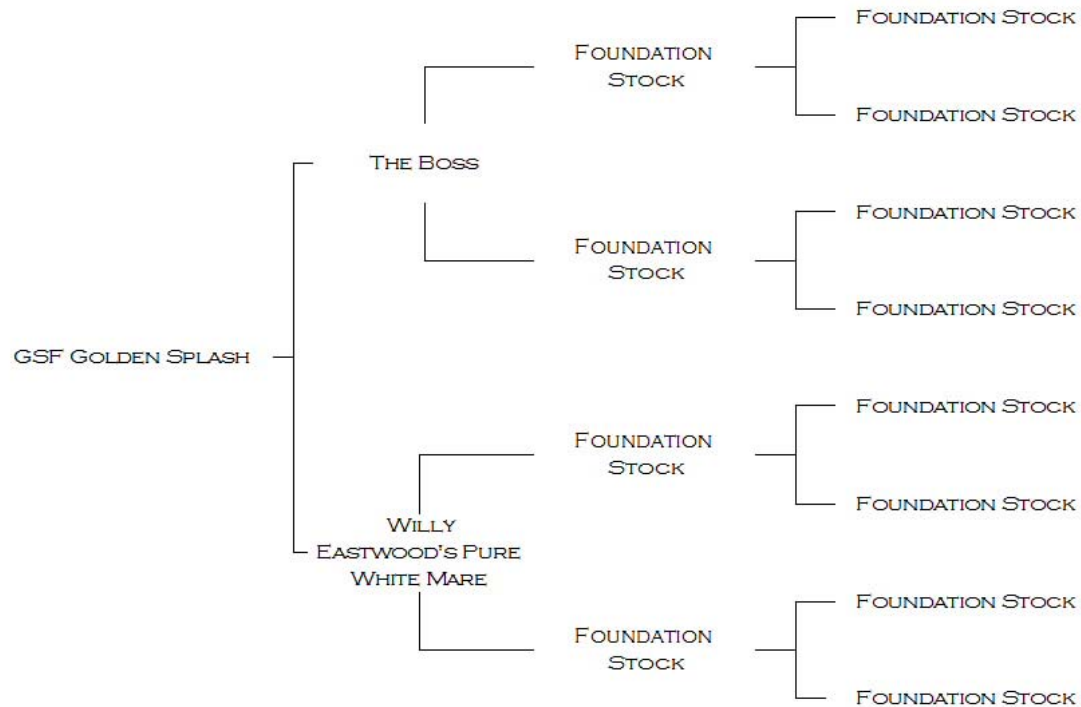 Foundation Stock
Foundation
Stock
Foundation Stock
The Boss
Foundation Stock
Foundation
Stock
Foundation Stock
GSF Golden Splash
Foundation Stock
Foundation
Stock
Foundation Stock
Willy
Eastwood's Pure
White Mare
Foundation Stock
Foundation
Stock
Foundation Stock